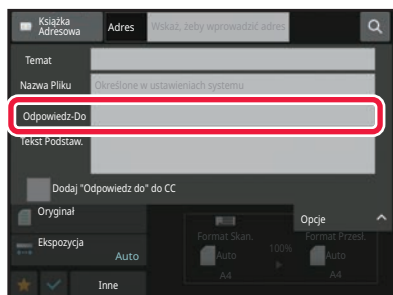 Książka
Adresowa
Adres
Wskaż, żeby wprowadzić adres
Temat
Nazwa Pliku
Określone w ustawieniach systemu
Odpowiedz-Do
Tekst Podstaw.
Dodaj "Odpowiedz do" do CC
Oryginał
Opcje
Ekspozycja
Auto
Format Skan.
100%
Format Przesł.
Auto
Auto
A4
A4
Inne